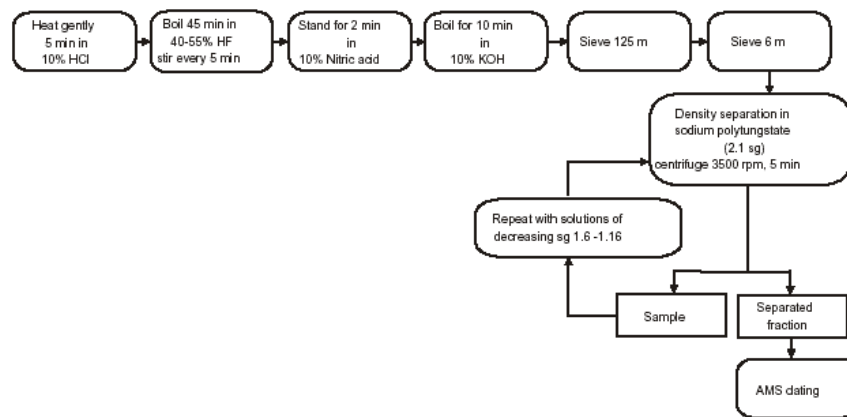 Heat gently
5 min in
10% HCl
Boil 45 min in
40-55% HF
stir every 5 min
Stand for 2 min
in
10% Nitric acid
Boil for 10 min
in
10% KOH
Sieve 125 m
Sieve 6 m
Density separation in
sodium polytungstate
(2.1 sg)
centrifuge 3500 rpm, 5 min
Repeat with solutions of
decreasing sg 1.6 -1.16
Sample
Separated
fraction
AMS dating